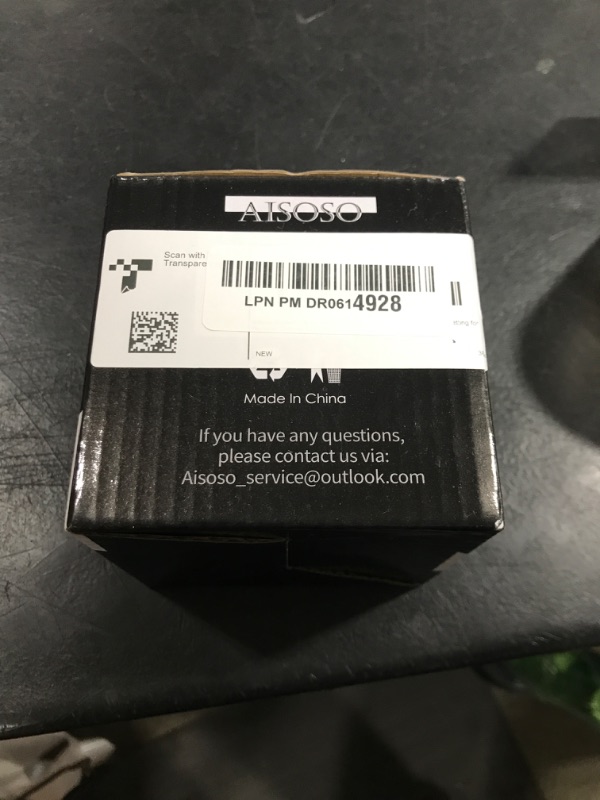 AISOSO
Scan with
Transpare
LPN PM DR0614928
NEW
Made In China
If you have any questions,
please contact us via:
Aisoso_service@outlook.com